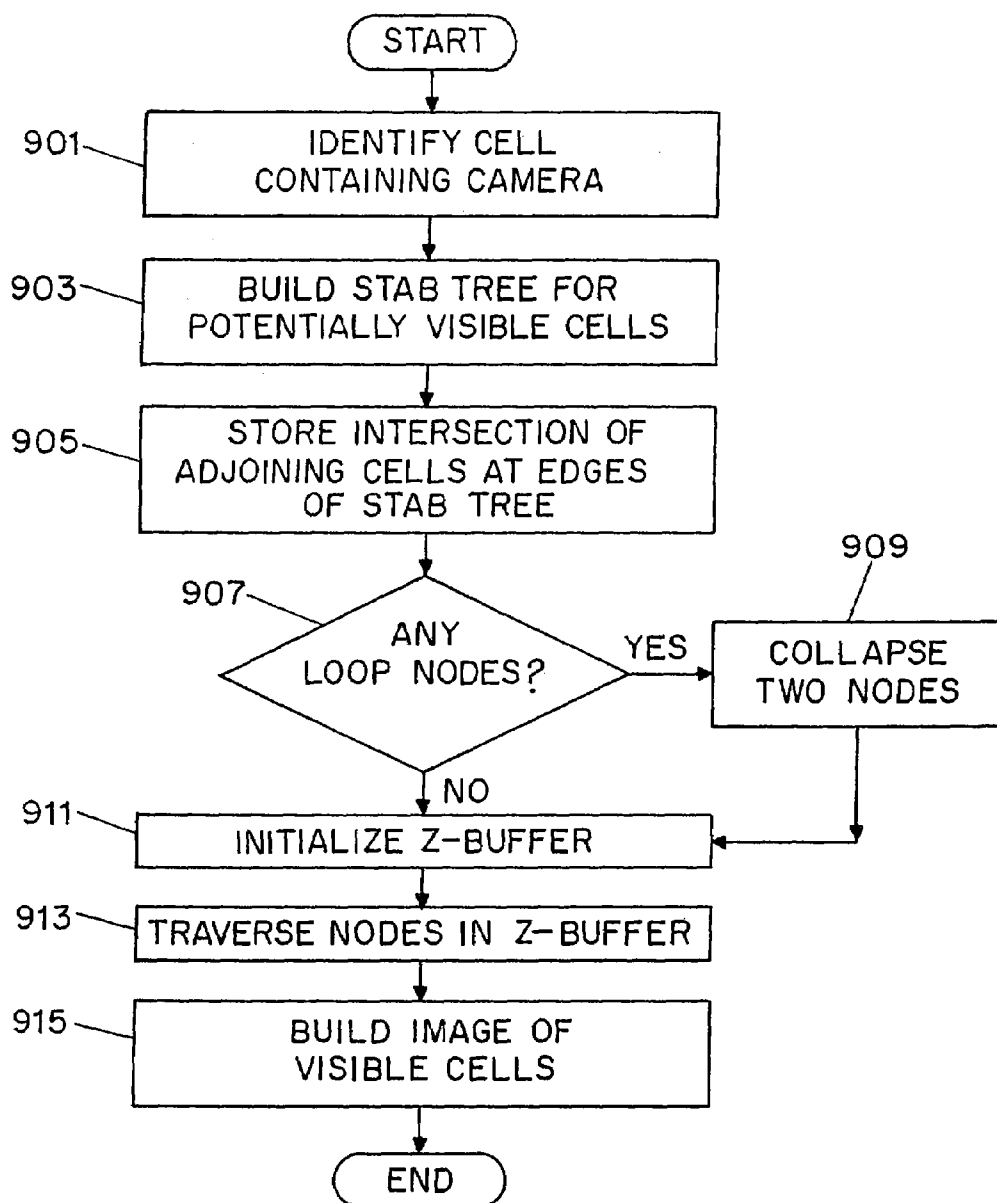 START
901
IDENTIFY CELL
CONTAINING CAMERA
903
BUILD STAB TREE FOR
POTENTIALLY VISIBLE CELLS
905
STORE INTERSECTION OF
ADJOINING CELLS AT EDGES
OF STAB TREE
907
ANY
LOOP NODES?
YES
909
COLLAPSE
TWO NODES
NO
911
INITIALIZE Z-BUFFER
913
TRAVERSE NODES IN Z-BUFFER
915
BUILD IMAGE OF
VISIBLE CELLS
END